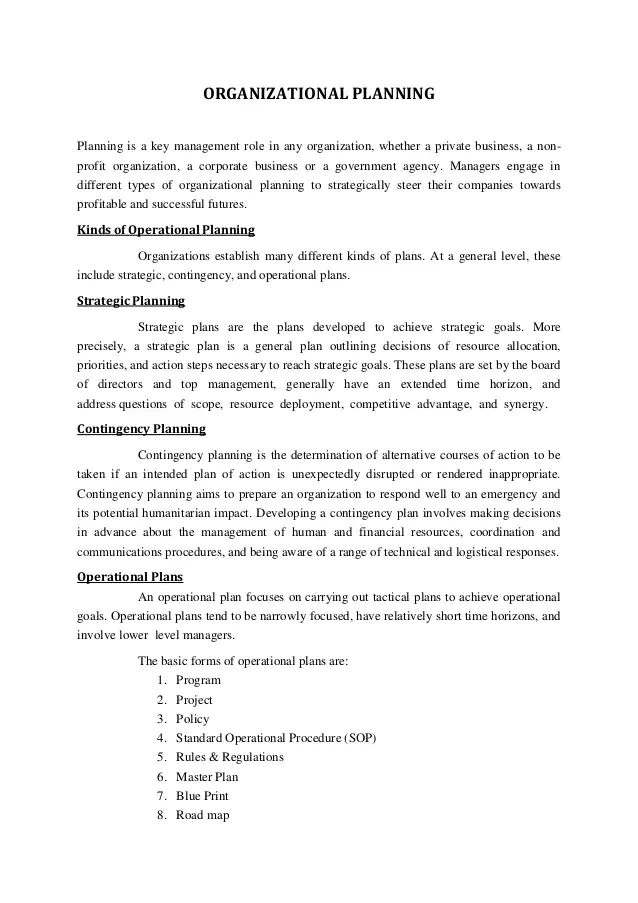 ORGANIZATIONAL PLANNING
Planning is a key management role in any organization, whether a private business, a non-
profit organization, a corporate business or a government agency. Managers engage in
different types of organizational planning to strategically steer their companies towards
profitable and successful futures.
Kinds of Operational Planning
Organizations establish many different kinds of plans. At a general level, these
include strategic, contingency, and operational plans.
Strategic Planning
Strategic plans are the plans developed to achieve strategic goals. More
precisely, a strategic plan is a general plan outlining decisions of resource allocation,
priorities, and action steps necessary to reach strategic goals. These plans are set by the board
of directors and top management, generally have an extended time horizon, and
address questions of scope, resource deployment, competitive advantage, and synergy.
Contingency Planning
Contingency planning is the determination of alternative courses of action to be
taken if an intended plan of action is unexpectedly disrupted or rendered inappropriate.
Contingency planning aims to prepare an organization to respond well to an emergency and
its potential humanitarian impact. Developing a contingency plan involves making decisions
in advance about the management of human and financial resources, coordination and
communications procedures, and being aware of a range of technical and logistical responses.
Operational Plans
An operational plan focuses on carrying out tactical plans to achieve operational
goals. Operational plans tend to be narrowly focused, have relatively short time horizons, and
involve lower level managers.
The basic forms of operational plans are:
1. Program
2. Project
3. Policy
4. Standard Operational Procedure (SOP)
5. Rules & Regulations
6. Master Plan
7. Blue Print
8. Road map